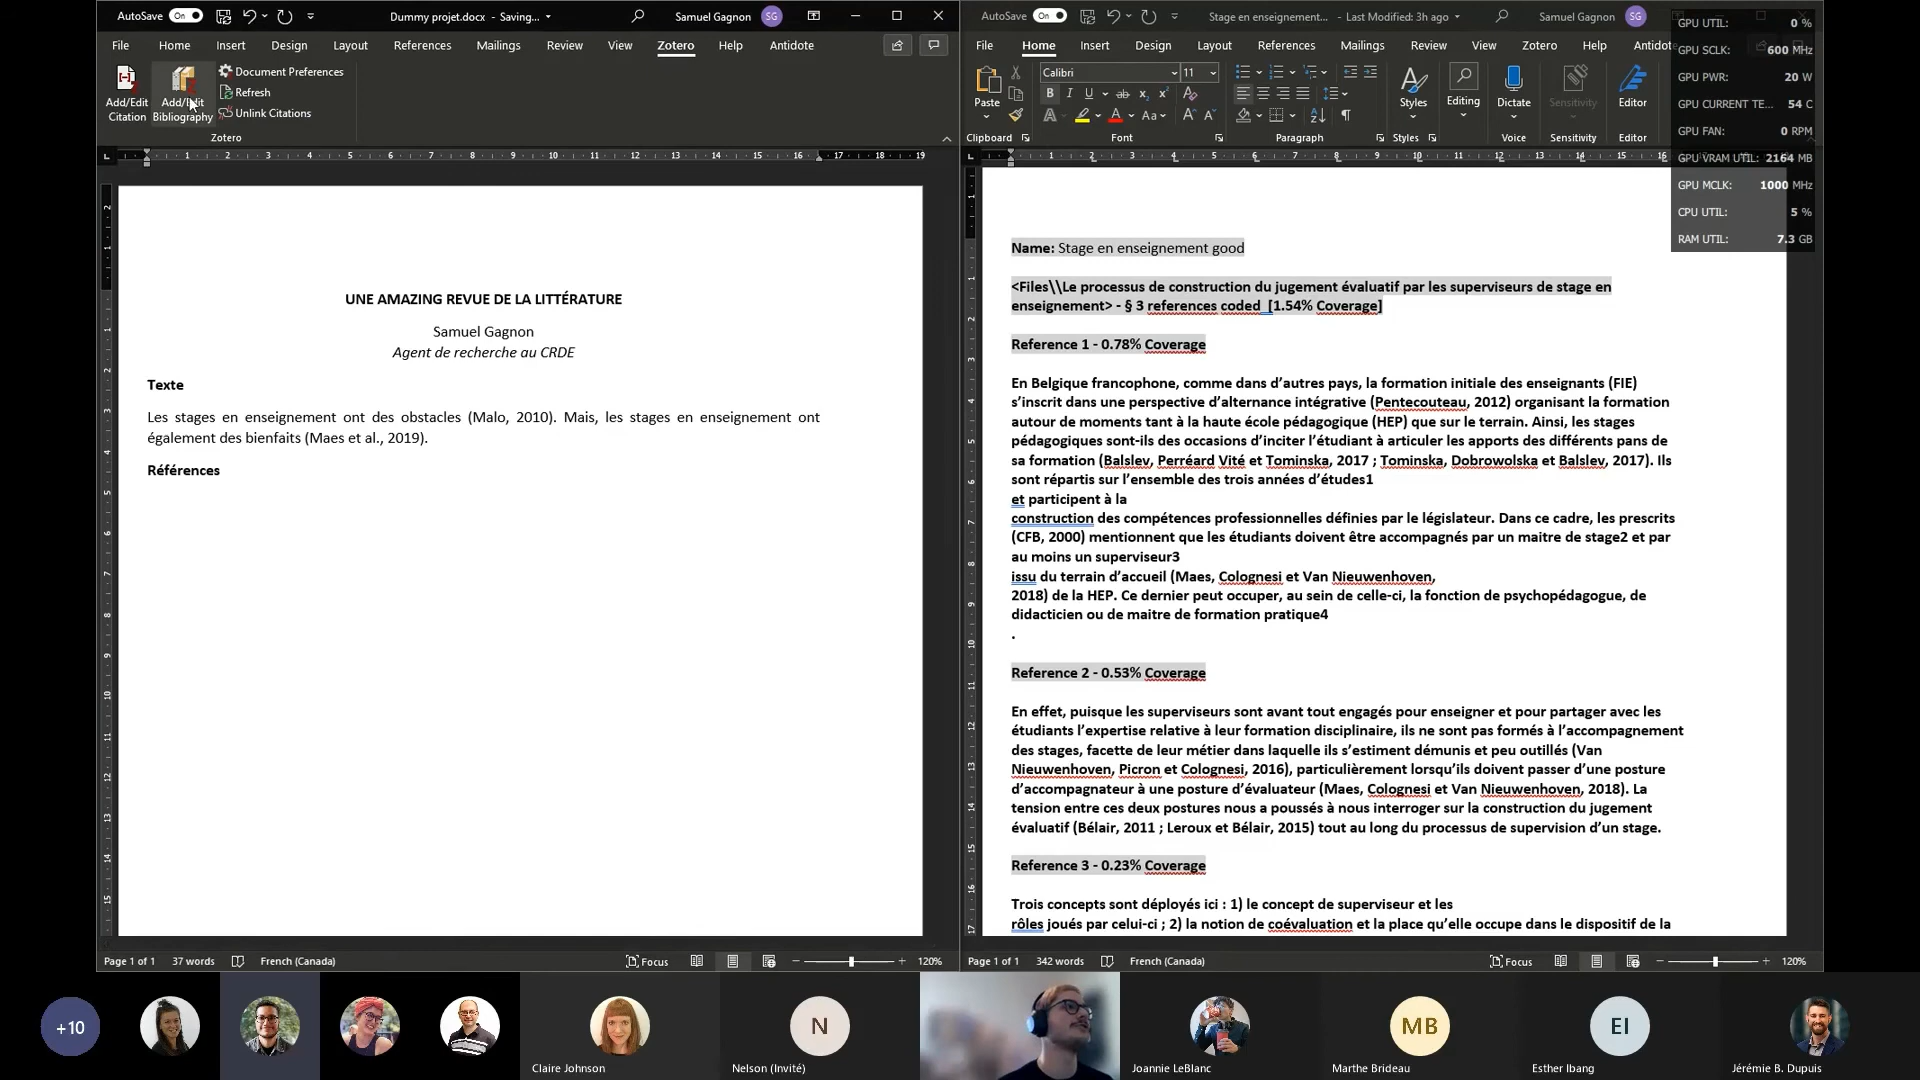 AutoSave On Dummy projet.docx - Saving... Samuel Gagnon SG
File Home Insert Design Layout References Mailings Review View Zotero Help Antidote
Add/Edit Citation
Add/Edit Bibliography
Document Preferences
Refresh
Unlink Citations
Zotero
1 2 3 4 5 6 7 8 9 10 11 12 13 14 15 16 17 18 19
UNE AMAZING REVUE DE LA LITTÉRATURE
Samuel Gagnon
Agent de recherche au CRDE
Texte
Les stages en enseignement ont des obstacles (Malo, 2010). Mais, les stages en enseignement ont
également des bienfaits (Maes et al., 2019).
Références
Page 1 of 1 37 words French (Canada) Focus 120%
AutoSave On Stage en enseignement... - Last Modified: 3h ago Samuel Gagnon SG
File Home Insert Design Layout References Mailings Review View Zotero Help Antidote
Paste
Calibri 11
Styles
Editing
Dictate
Sensitivity
Editor
Clipboard Font Paragraph Styles Voice Sensitivity Editor
GPU UTIL: 0 %
GPU SCLK: 600 MHz
GPU PWR: 20 W
GPU CURRENT TE... 54 C
GPU FAN: 0 RPM
GPU VRAM UTIL: 2164 MB
GPU MCLK: 1000 MHz
CPU UTIL: 5 %
RAM UTIL: 7.3 GB
Name: Stage en enseignement good
<Files\\Le processus de construction du jugement évaluatif par les superviseurs de stage en
enseignement> - § 3 references coded [1.54% Coverage]
Reference 1 - 0.78% Coverage
En Belgique francophone, comme dans d’autres pays, la formation initiale des enseignants (FIE)
s’inscrit dans une perspective d’alternance intégrative (Pentecouteau, 2012) organisant la formation
autour de moments tant à la haute école pédagogique (HEP) que sur le terrain. Ainsi, les stages
pédagogiques sont-ils des occasions d’inciter l’étudiant à articuler les apports des différents pans de
sa formation (Balslev, Perréard Vité et Tominska, 2017 ; Tominska, Dobrowolska et Balslev, 2017). Ils
sont répartis sur l’ensemble des trois années d’études1
et participent à la
construction des compétences professionnelles définies par le législateur. Dans ce cadre, les prescrits
(CFB, 2000) mentionnent que les étudiants doivent être accompagnés par un maitre de stage2 et par
au moins un superviseur3
issu du terrain d’accueil (Maes, Colognesi et Van Nieuwenhoven,
2018) de la HEP. Ce dernier peut occuper, au sein de celle-ci, la fonction de psychopédagogue, de
didacticien ou de maitre de formation pratique4
.
Reference 2 - 0.53% Coverage
En effet, puisque les superviseurs sont avant tout engagés pour enseigner et pour partager avec les
étudiants l’expertise relative à leur formation disciplinaire, ils ne sont pas formés à l’accompagnement
des stages, facette de leur métier dans laquelle ils s’estiment démunis et peu outillés (Van
Nieuwenhoven, Picron et Colognesi, 2016), particulièrement lorsqu’ils doivent passer d’une posture
d’accompagnateur à une posture d’évaluateur (Maes, Colognesi et Van Nieuwenhoven, 2018). La
tension entre ces deux postures nous a poussés à nous interroger sur la construction du jugement
évaluatif (Bélair, 2011 ; Leroux et Bélair, 2015) tout au long du processus de supervision d’un stage.
Reference 3 - 0.23% Coverage
Trois concepts sont déployés ici : 1) le concept de superviseur et les
rôles joués par celui-ci ; 2) la notion de coévaluation et la place qu’elle occupe dans le dispositif de la
Page 1 of 1 342 words French (Canada) Focus 120%
+10
Claire Johnson
N
Nelson (Invité)
Joannie LeBlanc
MB
Marthe Brideau
EI
Esther Ibang
Jérémie B. Dupuis